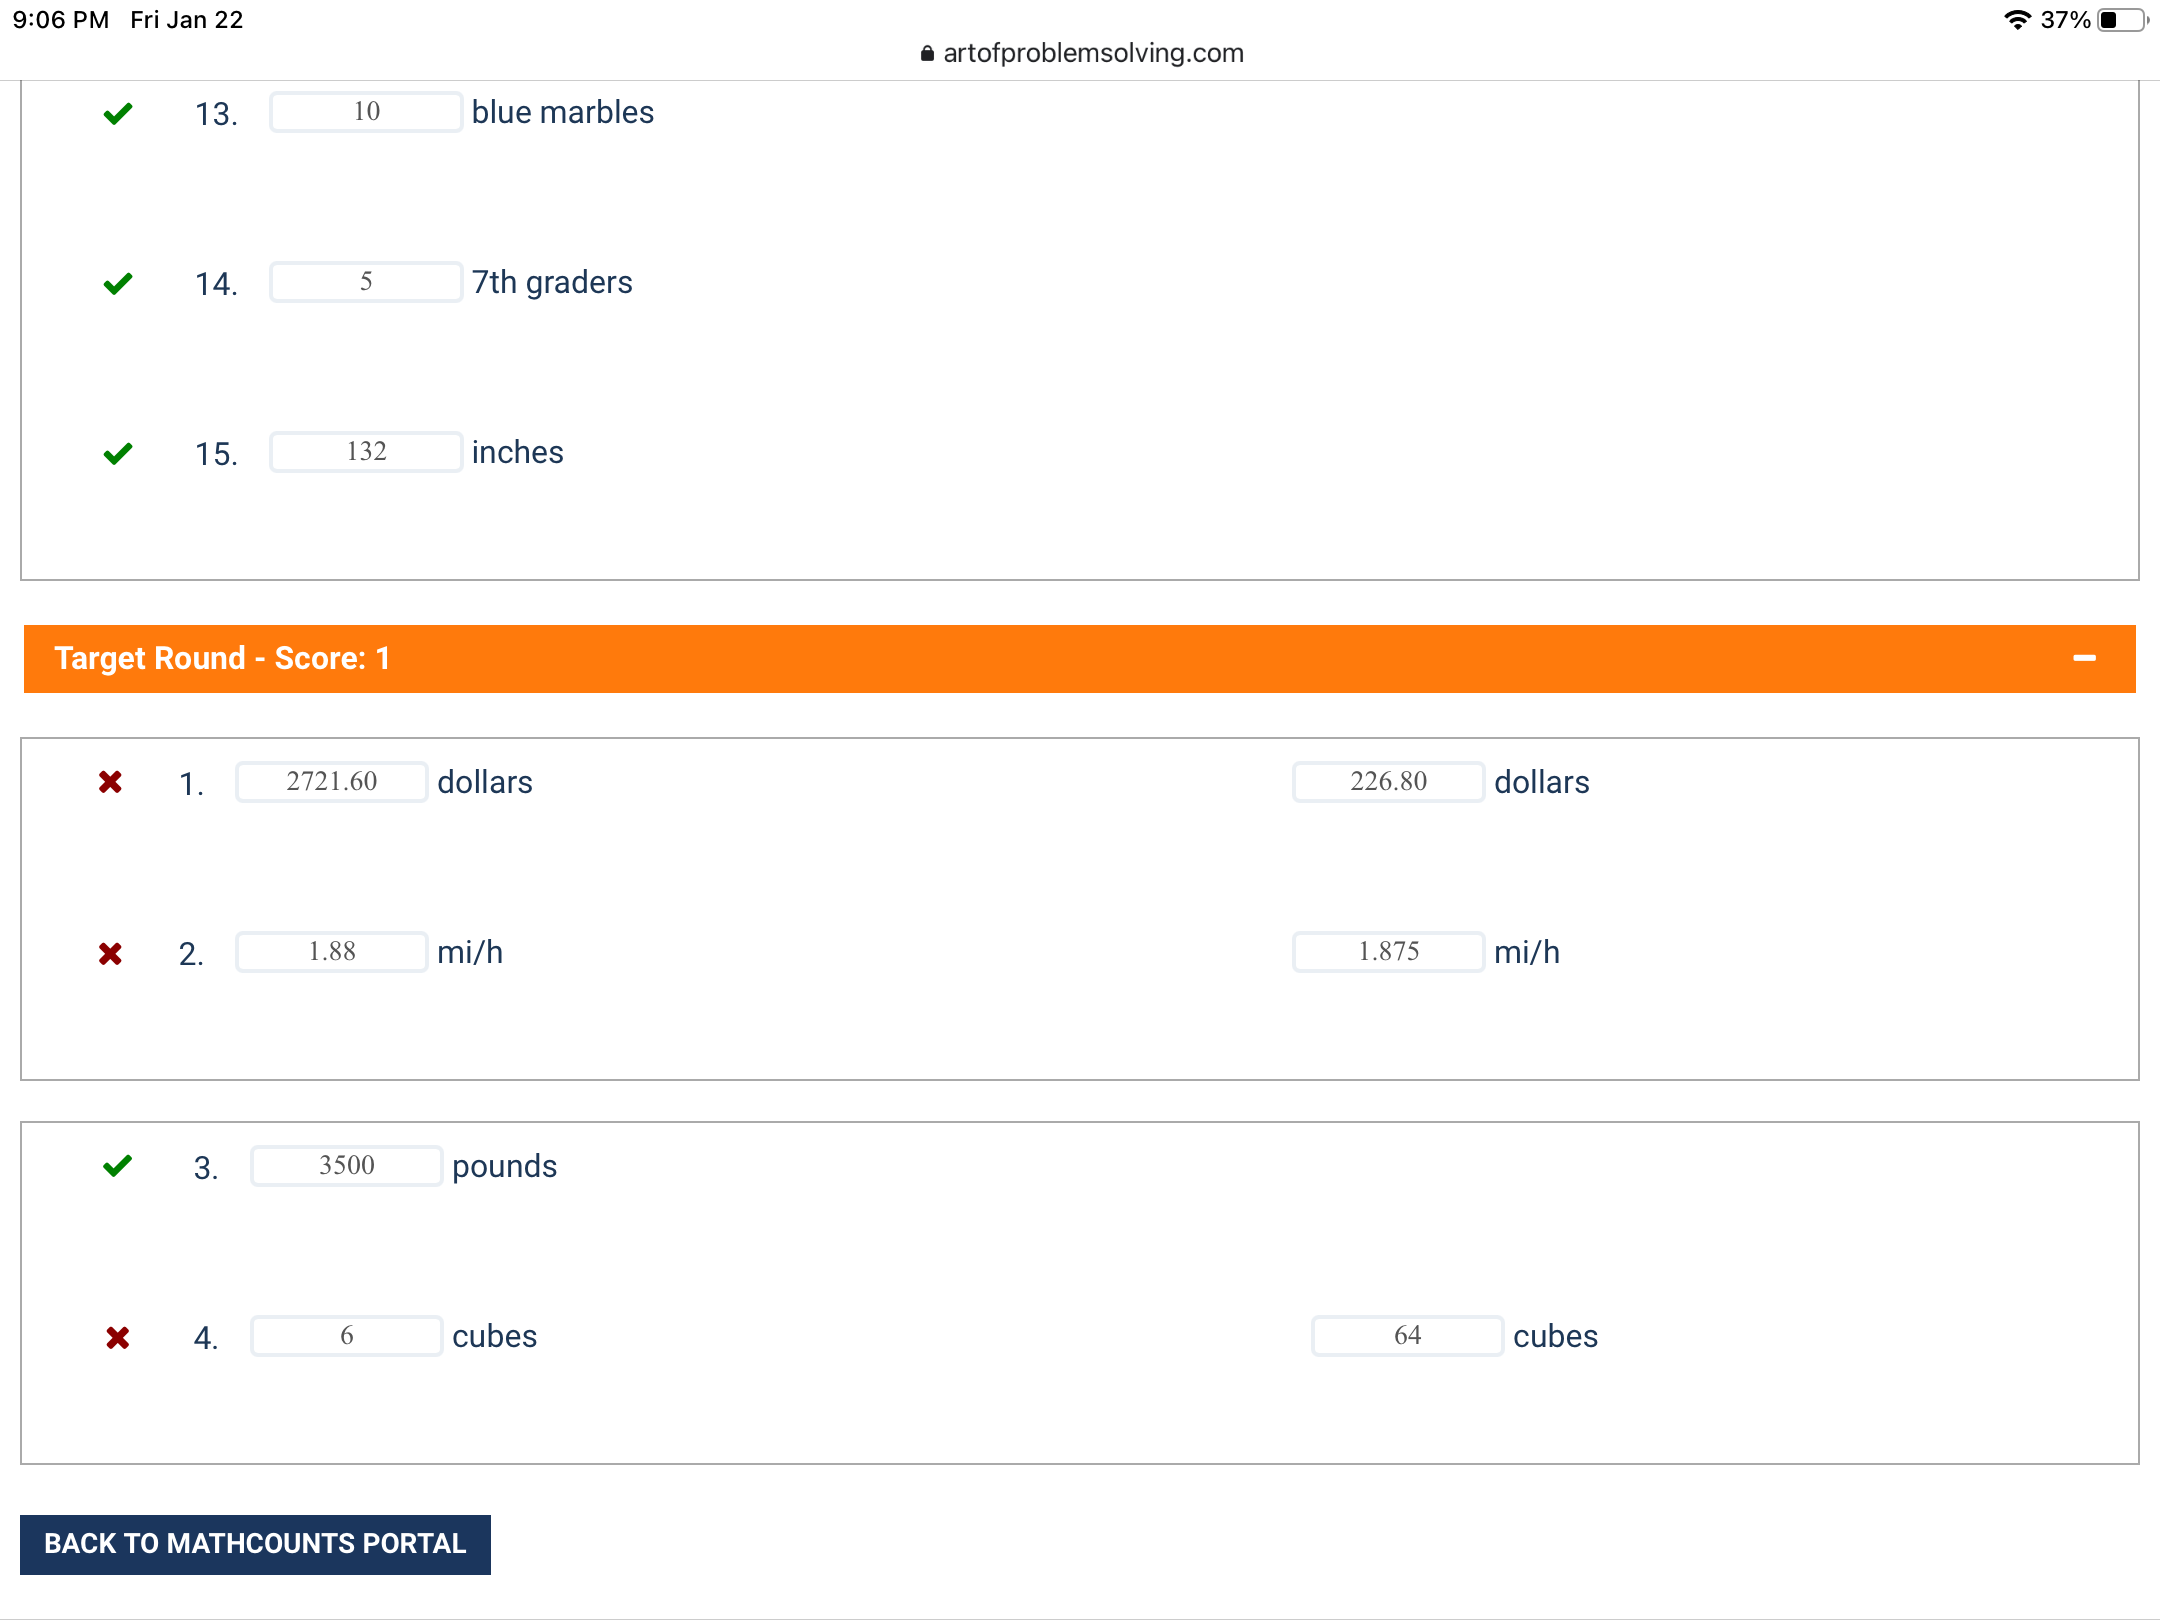 9:06 PM Fri Jan 22
37%
artofproblemsolving.com
13. 10 blue marbles
14. 5 7th graders
15. 132 inches
Target Round - Score: 1
1. 2721.60 dollars 226.80 dollars
2. 1.88 mi/h 1.875 mi/h
3. 3500 pounds
4. 6 cubes 64 cubes
BACK TO MATHCOUNTS PORTAL